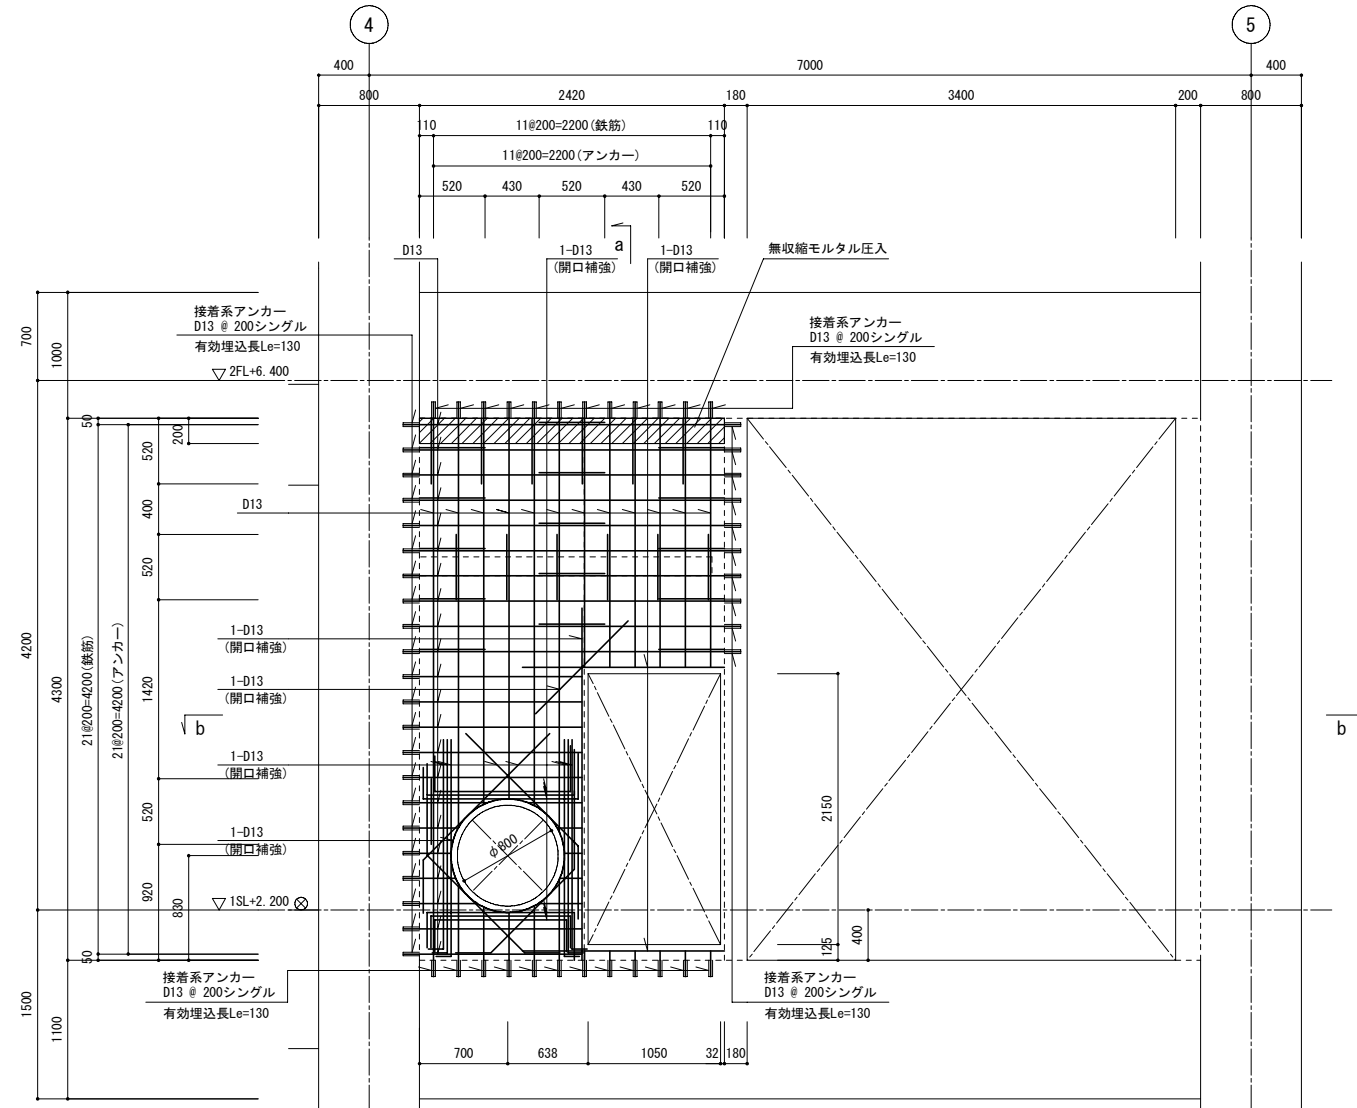 4
5
400
7000
400
800
2420
180
3400
200
800
110
11@200=2200(鉄筋)
110
11@200=2200(アンカー)
520
430
520
430
520
a
D13
1-D13
(開口補強)
1-D13
(開口補強)
無収縮モルタル圧入
接着系アンカー
D13 @ 200シングル
有効埋込長Le=130
接着系アンカー
D13 @ 200シングル
有効埋込長Le=130
▽ 2FL+6.400
700
1000
50
200
520
400
D13
520
4200
4300
21@200=4200(鉄筋)
21@200=4200(アンカー)
1420
1-D13
(開口補強)
1-D13
(開口補強)
b
b
1-D13
(開口補強)
520
2150
1-D13
(開口補強)
φ800
920
830
▽ 1SL+2.200
400
125
50
接着系アンカー
D13 @ 200シングル
有効埋込長Le=130
接着系アンカー
D13 @ 200シングル
有効埋込長Le=130
1500
1100
700
638
1050
32
180